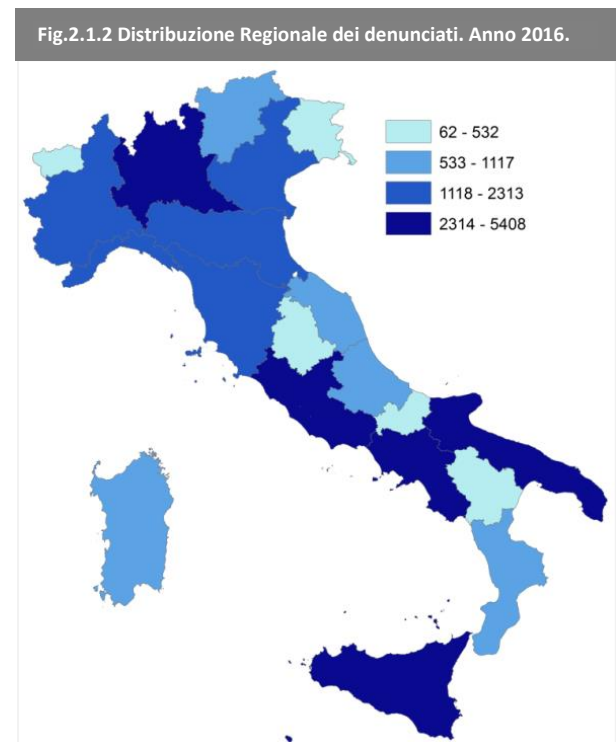 Fig.2.1.2 Distribuzione Regionale dei denunciati. Anno 2016.
62 - 532
533 - 1117
1118 - 2313
2314 - 5408